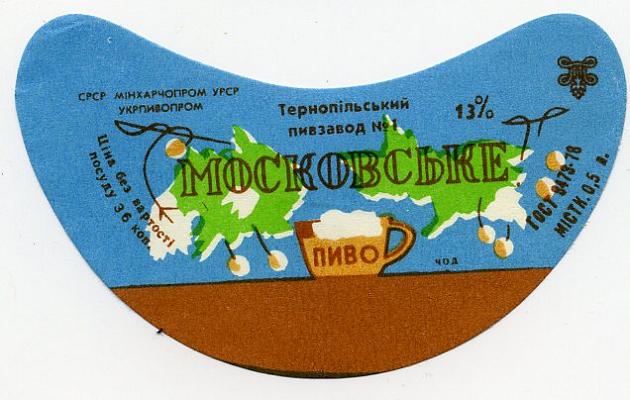 СРСР МІНХАРЧОПРОМ УРСР
УКРПИВОПРОМ
Тернопільський
пивзавод №1
13%
Ціна без вартості
посуду 36 коп.
МОСКОВСЬКЕ
ГОСТ 3473-78
МІСТК. 0,5 л.
ПИВО
ЧОД